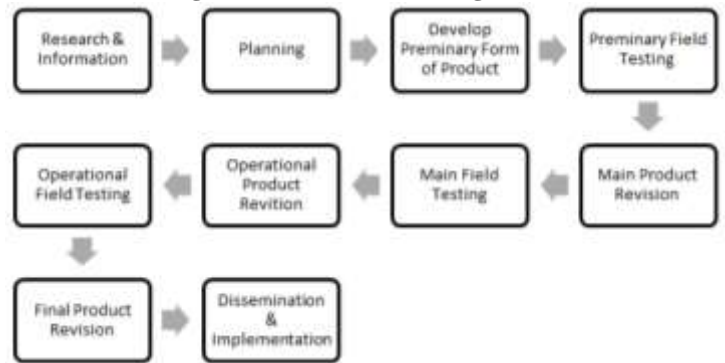 Research &
Information
Planning
Develop
Preminary Form
of Product
Preminary Field
Testing
Main Product
Revision
Main Field
Testing
Operational
Product
Revition
Operational
Field Testing
Final Product
Revision
Dissemination
&
Implementation